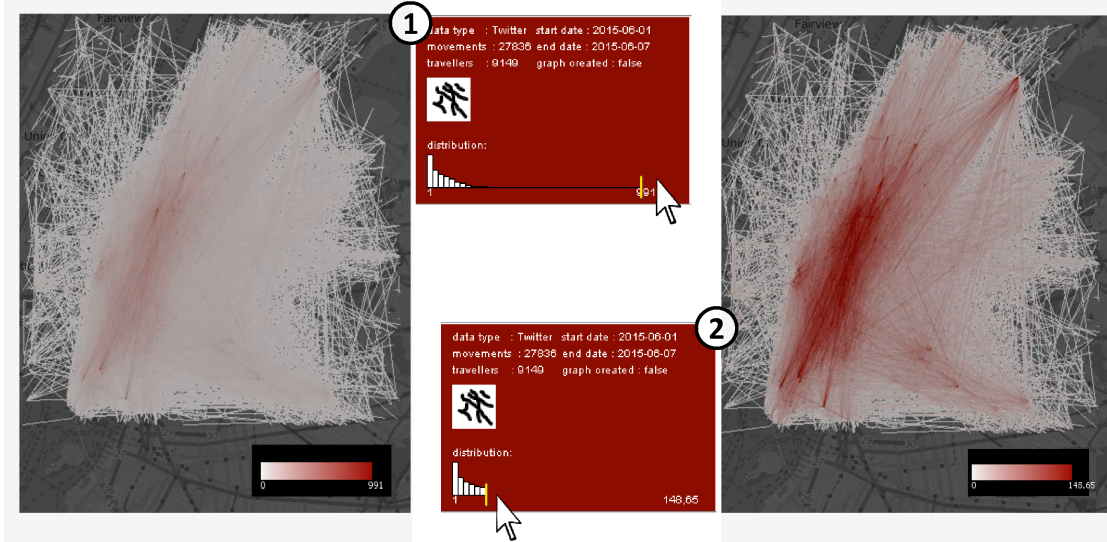 Fairview
Union C
0
991
1
data type : Twitter start date : 2015-06-01
movements : 27836 end date : 2015-06-07
travellers : 9149 graph created : false
distribution:
1
991
2
data type : Twitter start date : 2015-06-01
movements : 27836 end date : 2015-06-07
travellers : 9149 graph created : false
distribution:
1
148,65
Fairview
0
148,65